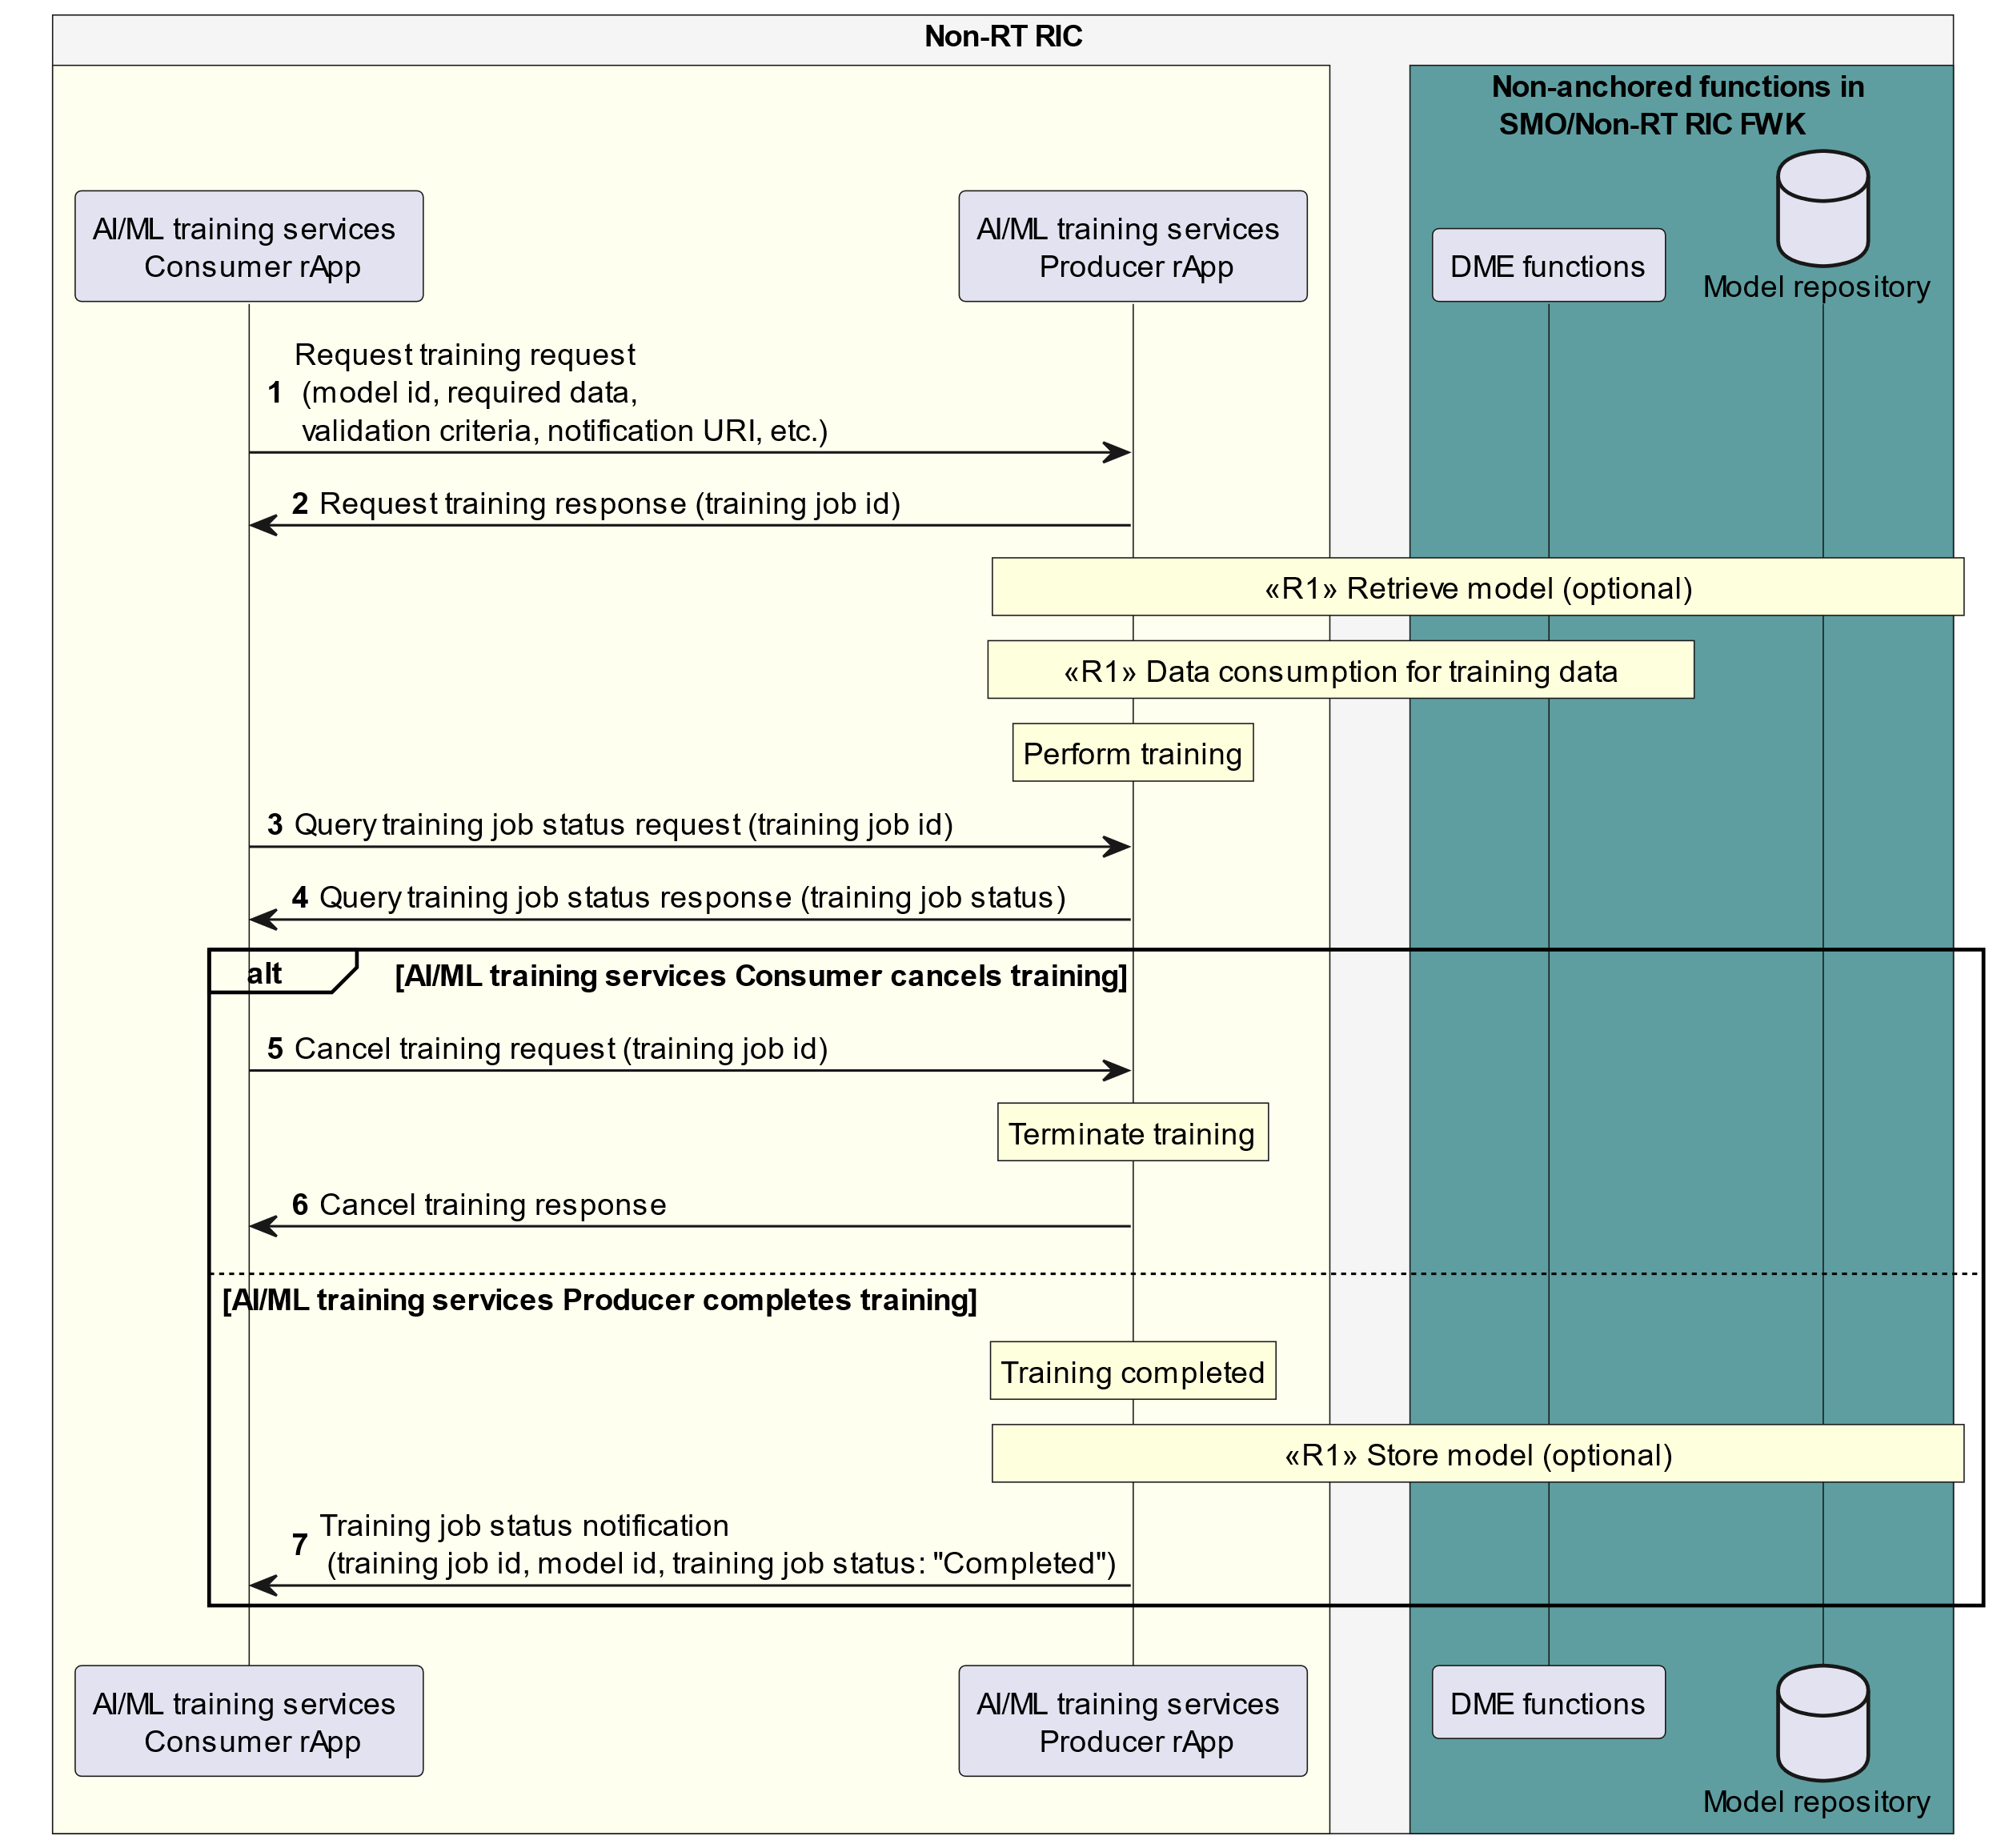 Non-RT RIC
Non-anchored functions in
SMO/Non-RT RIC FWK
AI/ML training services
Consumer rApp
AI/ML training services
Producer rApp
DME functions
Model repository
Request training request
1 (model id, required data,
validation criteria, notification URI, etc.)
2 Request training response (training job id)
«R1» Retrieve model (optional)
«R1» Data consumption for training data
Perform training
3 Query training job status request (training job id)
4 Query training job status response (training job status)
alt [AI/ML training services Consumer cancels training]
5 Cancel training request (training job id)
Terminate training
6 Cancel training response
[AI/ML training services Producer completes training]
Training completed
«R1» Store model (optional)
7 Training job status notification
(training job id, model id, training job status: "Completed")
AI/ML training services
Consumer rApp
AI/ML training services
Producer rApp
DME functions
Model repository